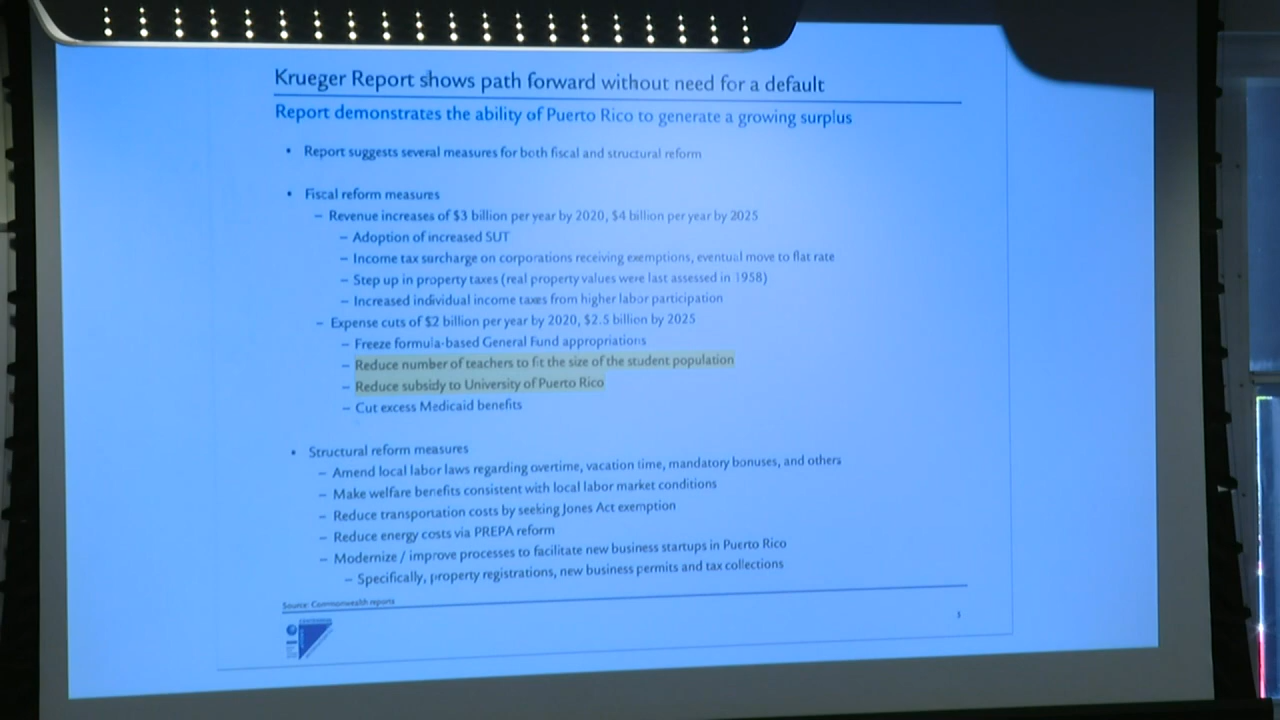 Krueger Report shows path forward without need for a default
Report demonstrates the ability of Puerto Rico to generate a growing surplus
• Report suggests several measures for both fiscal and structural reform
• Fiscal reform measures
– Revenue increases of $3 billion per year by 2020, $4 billion per year by 2025
– Adoption of increased SUT
– Income tax surcharge on corporations receiving exemptions, eventual move to flat rate
– Step up in property taxes (real property values were last assessed in 1958)
– Increased individual income taxes from higher labor participation
– Expense cuts of $2 billion per year by 2020, $2.5 billion by 2025
– Freeze formula-based General Fund appropriations
– Reduce number of teachers to fit the size of the student population
– Reduce subsidy to University of Puerto Rico
– Cut excess Medicaid benefits
• Structural reform measures
– Amend local labor laws regarding overtime, vacation time, mandatory bonuses, and others
– Make welfare benefits consistent with local labor market conditions
– Reduce transportation costs by seeking Jones Act exemption
– Reduce energy costs via PREPA reform
– Modernize / improve processes to facilitate new business startups in Puerto Rico
– Specifically, property registrations, new business permits and tax collections
Source: Commonwealth reports